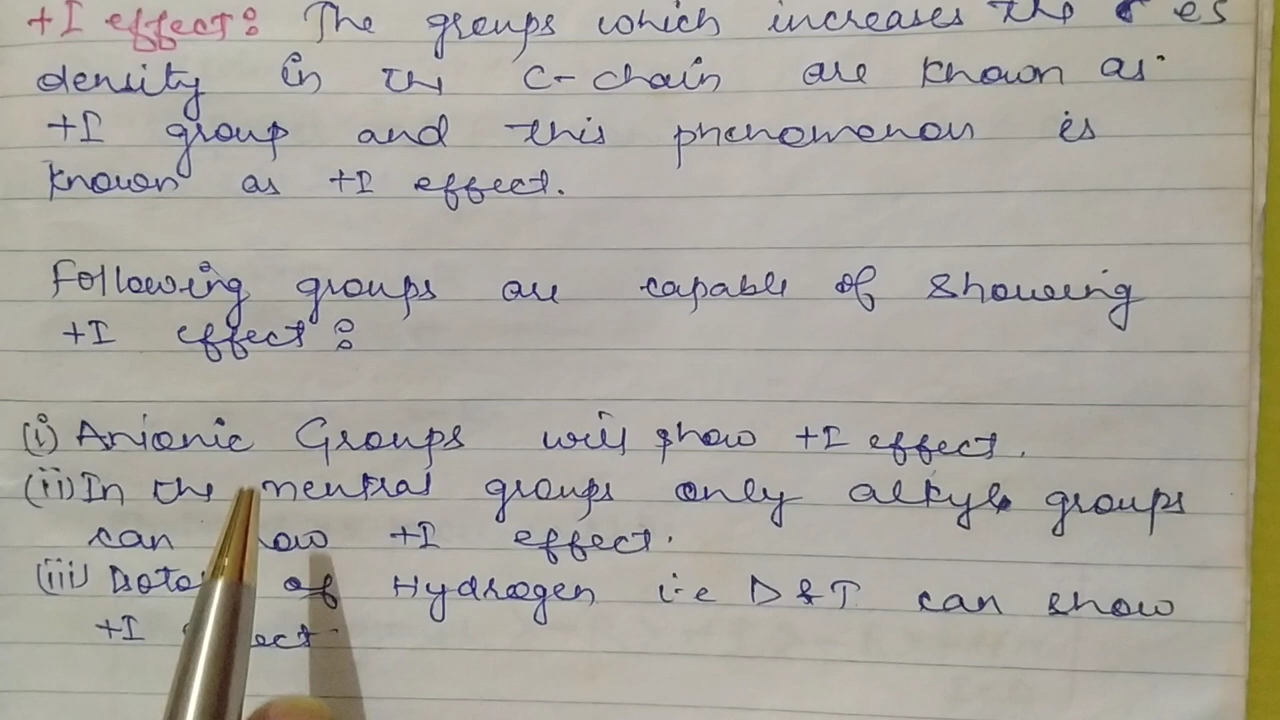 +I effect: The groups which increases the es
density in the C-chain are known as
+I group and this phenomenon is
known as +I effect.
Following groups are capable of showing
+I effect:
(i) Anionic Groups will show +I effect.
(ii) In the neutral groups only alkyl groups
can +I effect.
(iii) of Hydrogen i.e D & T can show
+I